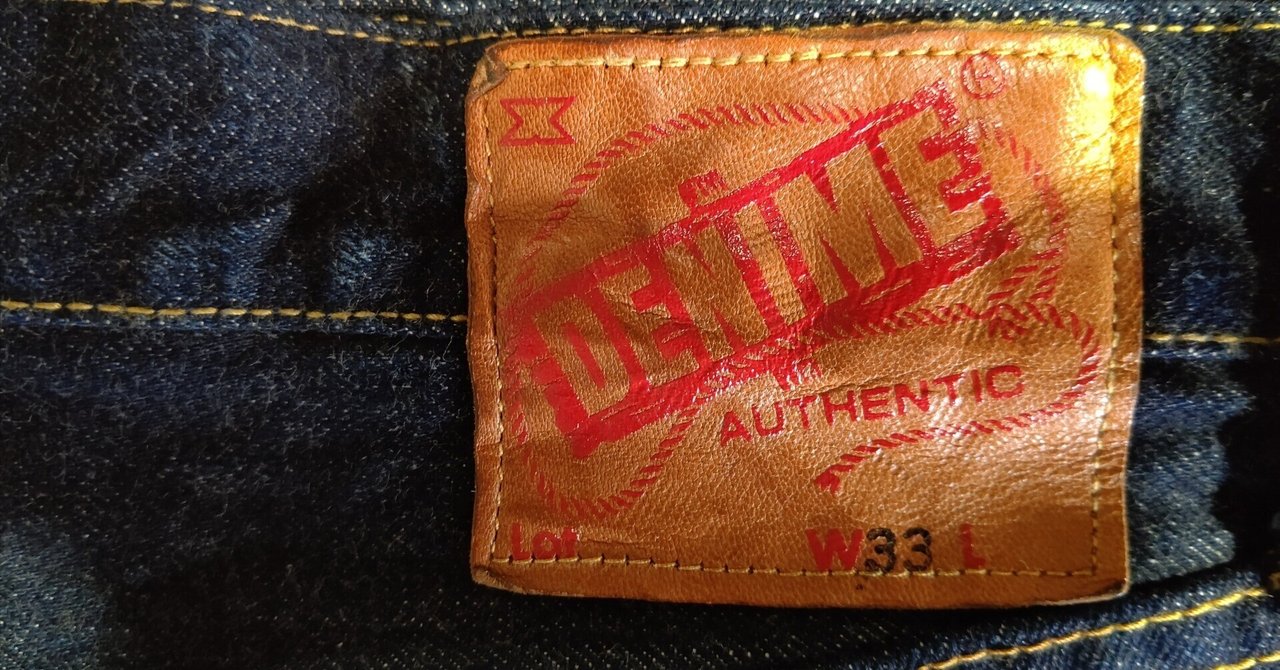 DENIME ®
AUTHENTIC
Lot W33 L